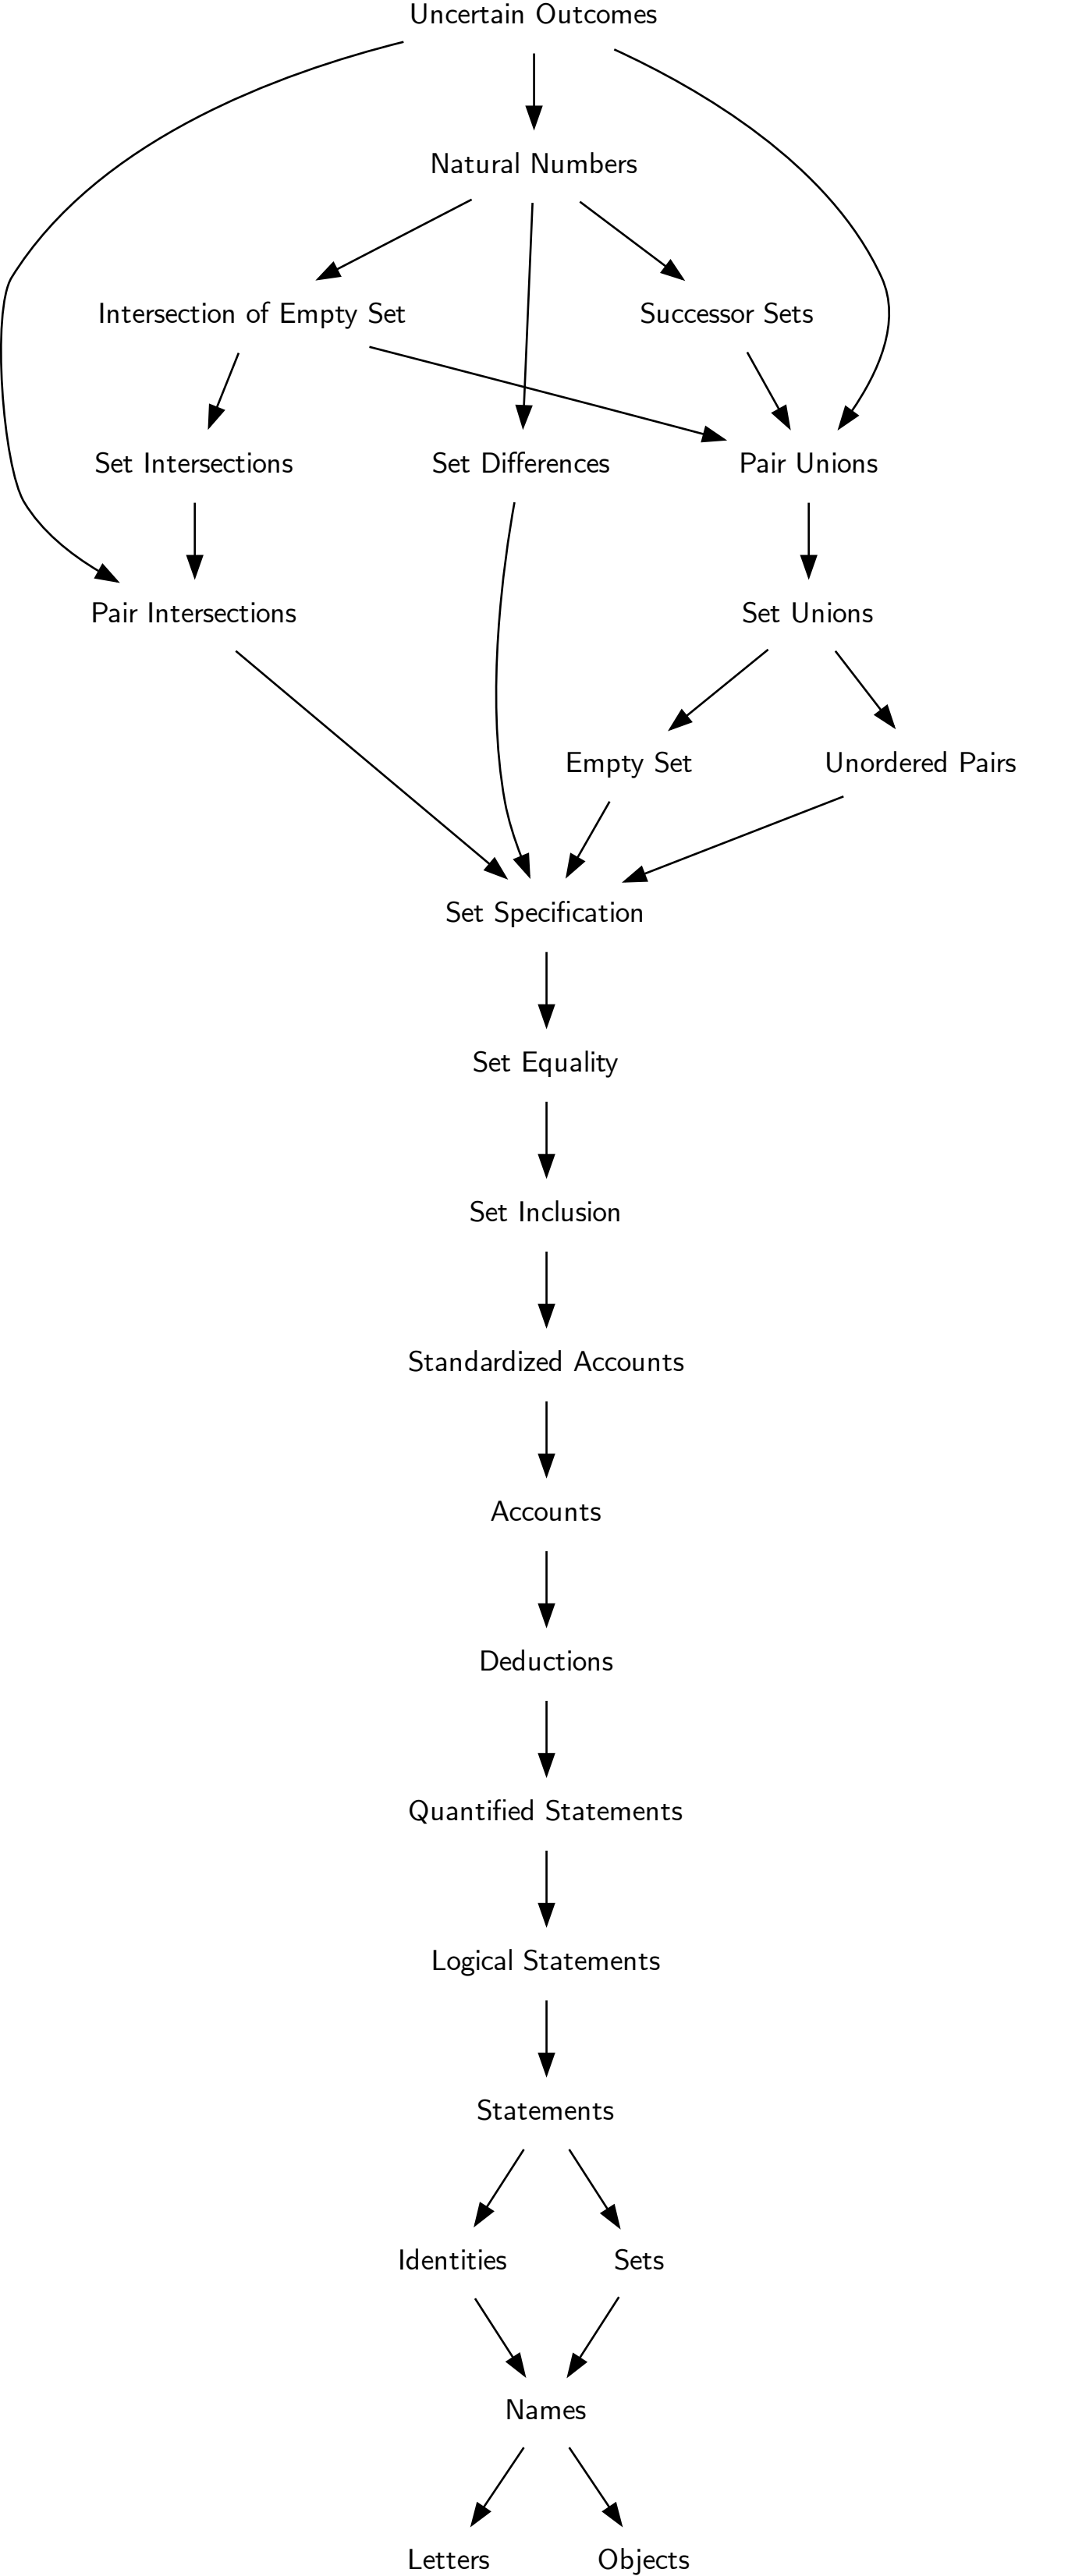 Uncertain Outcomes
Natural Numbers
Intersection of Empty Set
Successor Sets
Set Intersections
Set Differences
Pair Unions
Pair Intersections
Set Unions
Empty Set
Unordered Pairs
Set Specification
Set Equality
Set Inclusion
Standardized Accounts
Accounts
Deductions
Quantified Statements
Logical Statements
Statements
Identities
Sets
Names
Letters
Objects